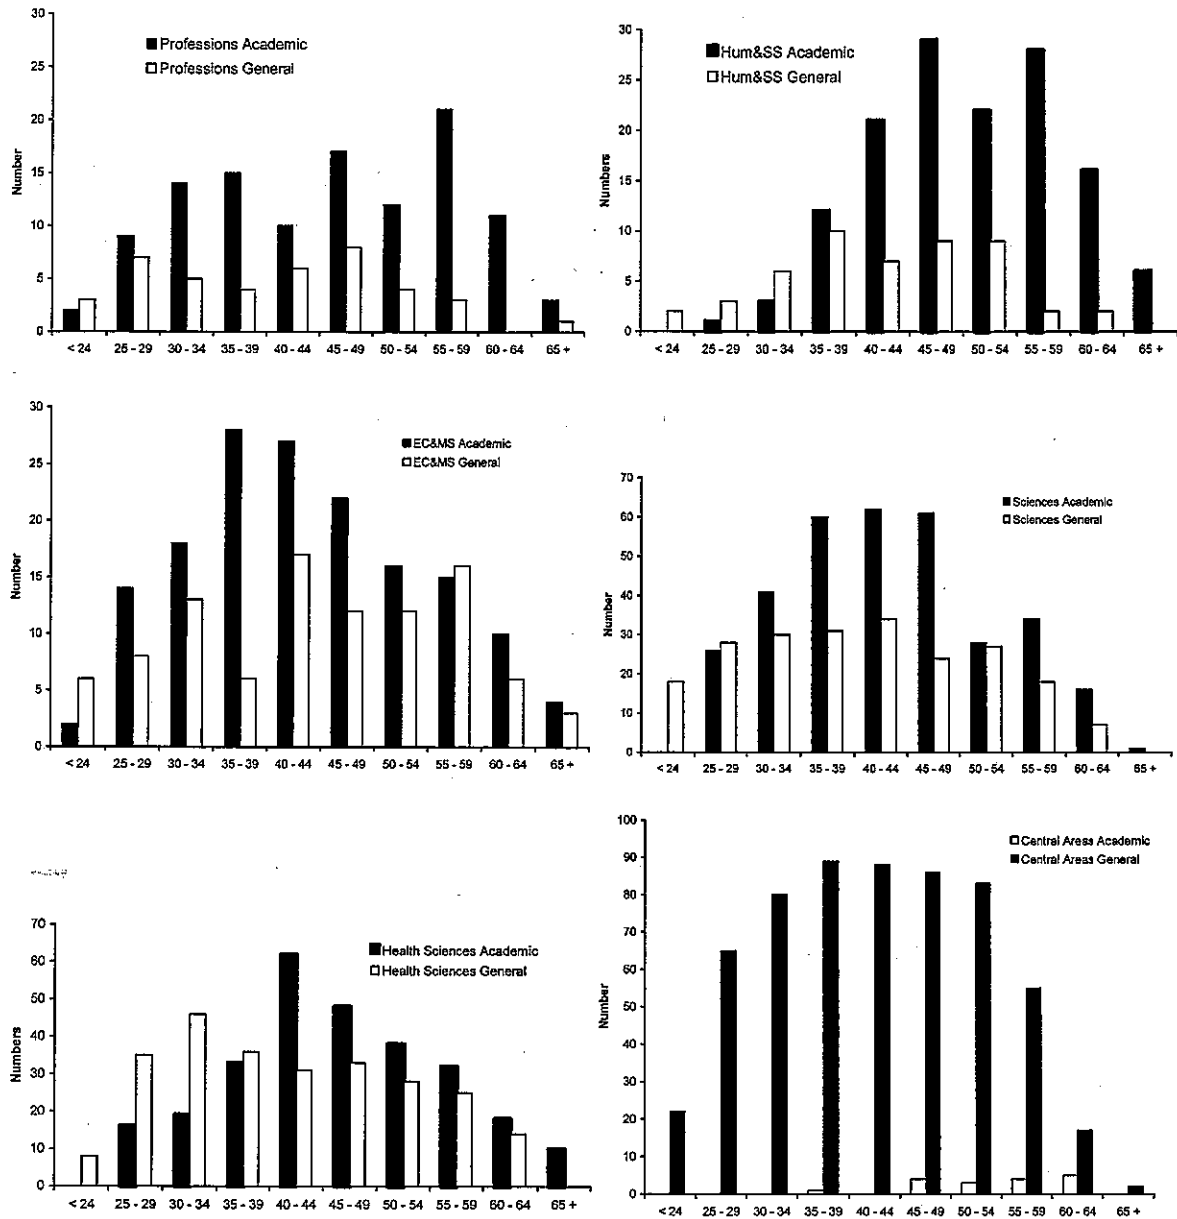 30
25
20
15
10
5
0
Number
Professions Academic
Professions General
< 24 25 - 29 30 - 34 35 - 39 40 - 44 45 - 49 50 - 54 55 - 59 60 - 64 65 +
30
25
20
15
10
5
0
Numbers
Hum&SS Academic
Hum&SS General
< 24 25 - 29 30 - 34 35 - 39 40 - 44 45 - 49 50 - 54 55 - 59 60 - 64 65 +
30
25
20
15
10
5
0
Number
EC&MS Academic
EC&MS General
< 24 25 - 29 30 - 34 35 - 39 40 - 44 45 - 49 50 - 54 55 - 59 60 - 64 65 +
70
60
50
40
30
20
10
0
Number
Sciences Academic
Sciences General
< 24 25 - 29 30 - 34 35 - 39 40 - 44 45 - 49 50 - 54 55 - 59 60 - 64 65 +
70
60
50
40
30
20
10
0
Numbers
Health Sciences Academic
Health Sciences General
< 24 25 - 29 30 - 34 35 - 39 40 - 44 45 - 49 50 - 54 55 - 59 60 - 64 65 +
100
90
80
70
60
50
40
30
20
10
0
Number
Central Areas Academic
Central Areas General
< 24 25 - 29 30 - 34 35 - 39 40 - 44 45 - 49 50 - 54 55 - 59 60 - 64 65 +